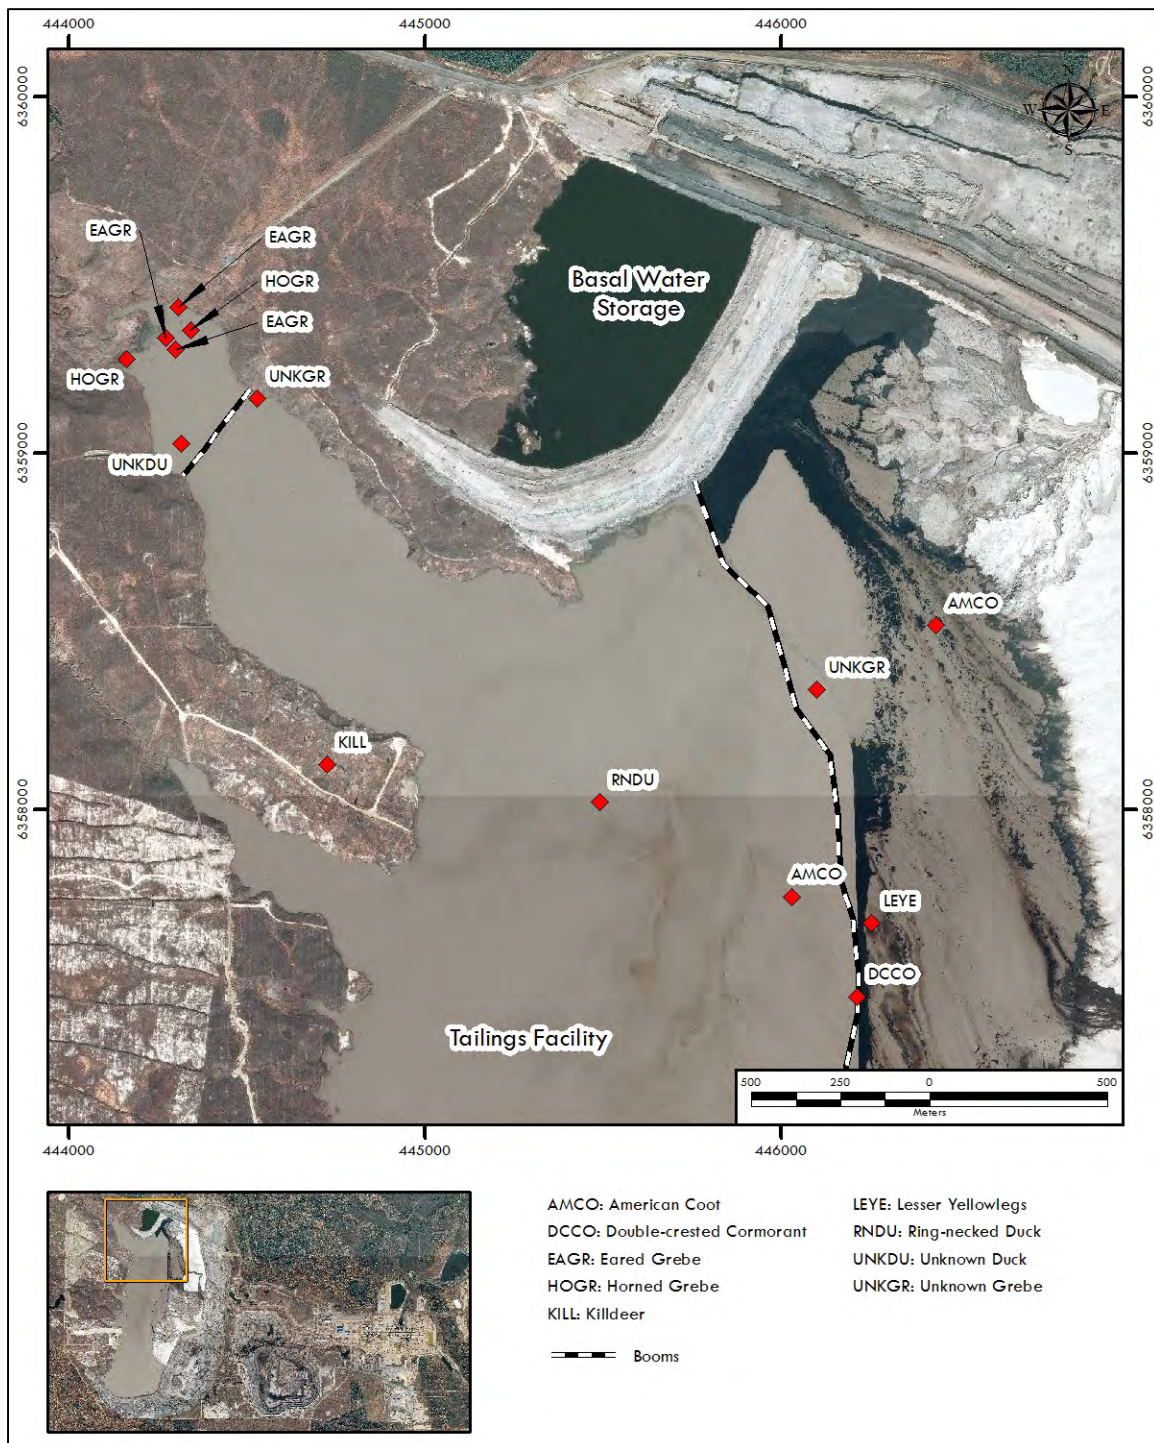 444000
445000
446000
6360000
6360000
N
W
E
S
EAGR
EAGR
HOGR
EAGR
HOGR
UNKGR
UNKDU
Basal Water
Storage
6359000
6359000
AMCO
UNKGR
KILL
RNDU
6358000
6358000
AMCO
LEYE
DCCO
Tailings Facility
500
250
0
500
Meters
444000
445000
446000
AMCO: American Coot
DCCO: Double-crested Cormorant
EAGR: Eared Grebe
HOGR: Horned Grebe
KILL: Killdeer
LEYE: Lesser Yellowlegs
RNDU: Ring-necked Duck
UNKDU: Unknown Duck
UNKGR: Unknown Grebe
Booms